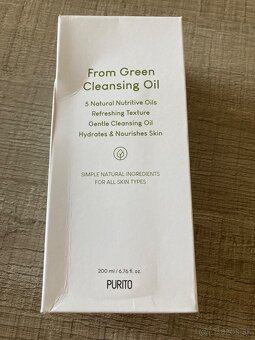 From Green
Cleansing Oil
5 Natural Nutritive Oils
Refreshing Texture
Gentle Cleansing Oil
Hydrates & Nourishes Skin
SIMPLE NATURAL INGREDIENTS
FOR ALL SKIN TYPES
200 ml / 6.76 fl. oz.
PURITO